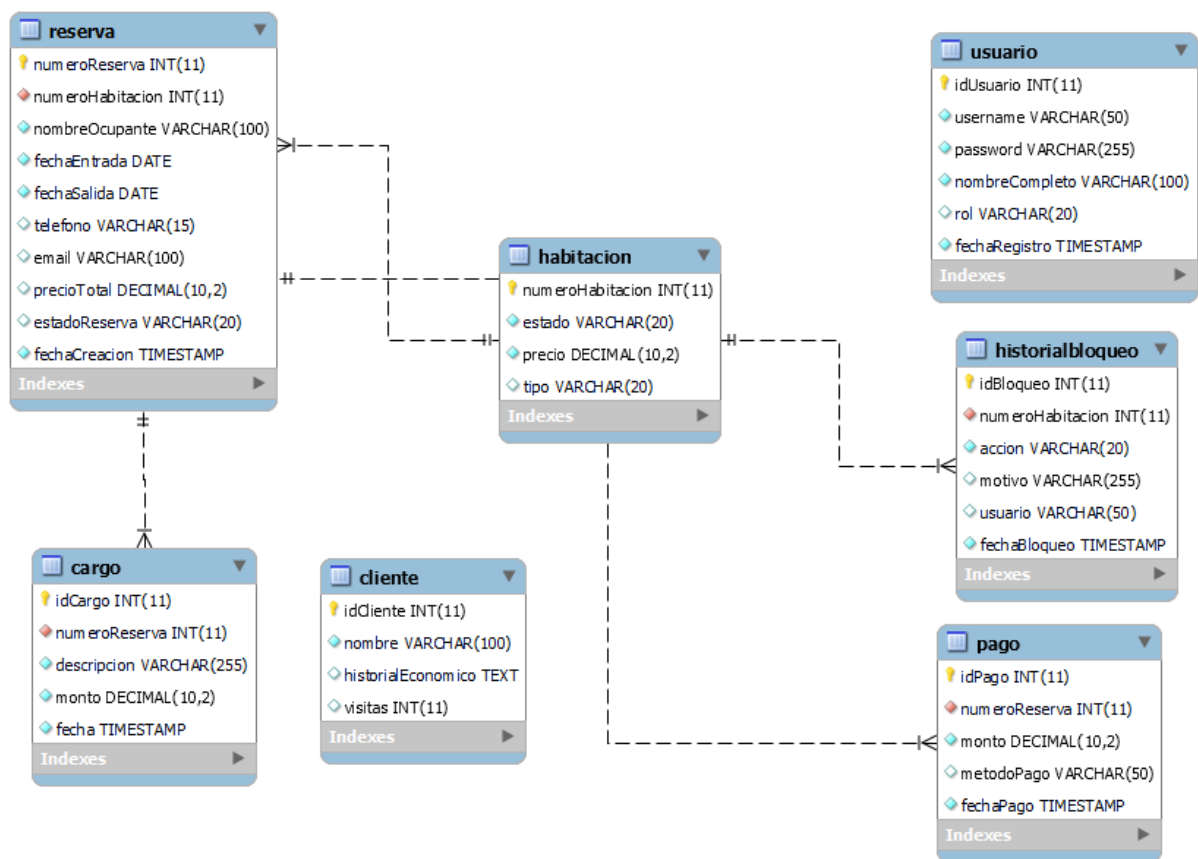 reserva
numeroReserva INT(11)
numeroHabitacion INT(11)
nombreOcupante VARCHAR(100)
fechaEntrada DATE
fechaSalida DATE
telefono VARCHAR(15)
email VARCHAR(100)
precioTotal DECIMAL(10,2)
estadoReserva VARCHAR(20)
fechaCreacion TIMESTAMP
Indexes
habitacion
numeroHabitacion INT(11)
estado VARCHAR(20)
precio DECIMAL(10,2)
tipo VARCHAR(20)
Indexes
usuario
idUsuario INT(11)
username VARCHAR(50)
password VARCHAR(255)
nombreCompleto VARCHAR(100)
rol VARCHAR(20)
fechaRegistro TIMESTAMP
Indexes
historialbloqueo
idBloqueo INT(11)
numeroHabitacion INT(11)
accion VARCHAR(20)
motivo VARCHAR(255)
usuario VARCHAR(50)
fechaBloqueo TIMESTAMP
Indexes
cargo
idCargo INT(11)
numeroReserva INT(11)
descripcion VARCHAR(255)
monto DECIMAL(10,2)
fecha TIMESTAMP
Indexes
cliente
idCliente INT(11)
nombre VARCHAR(100)
historialEconomico TEXT
visitas INT(11)
Indexes
pago
idPago INT(11)
numeroReserva INT(11)
monto DECIMAL(10,2)
metodoPago VARCHAR(50)
fechaPago TIMESTAMP
Indexes